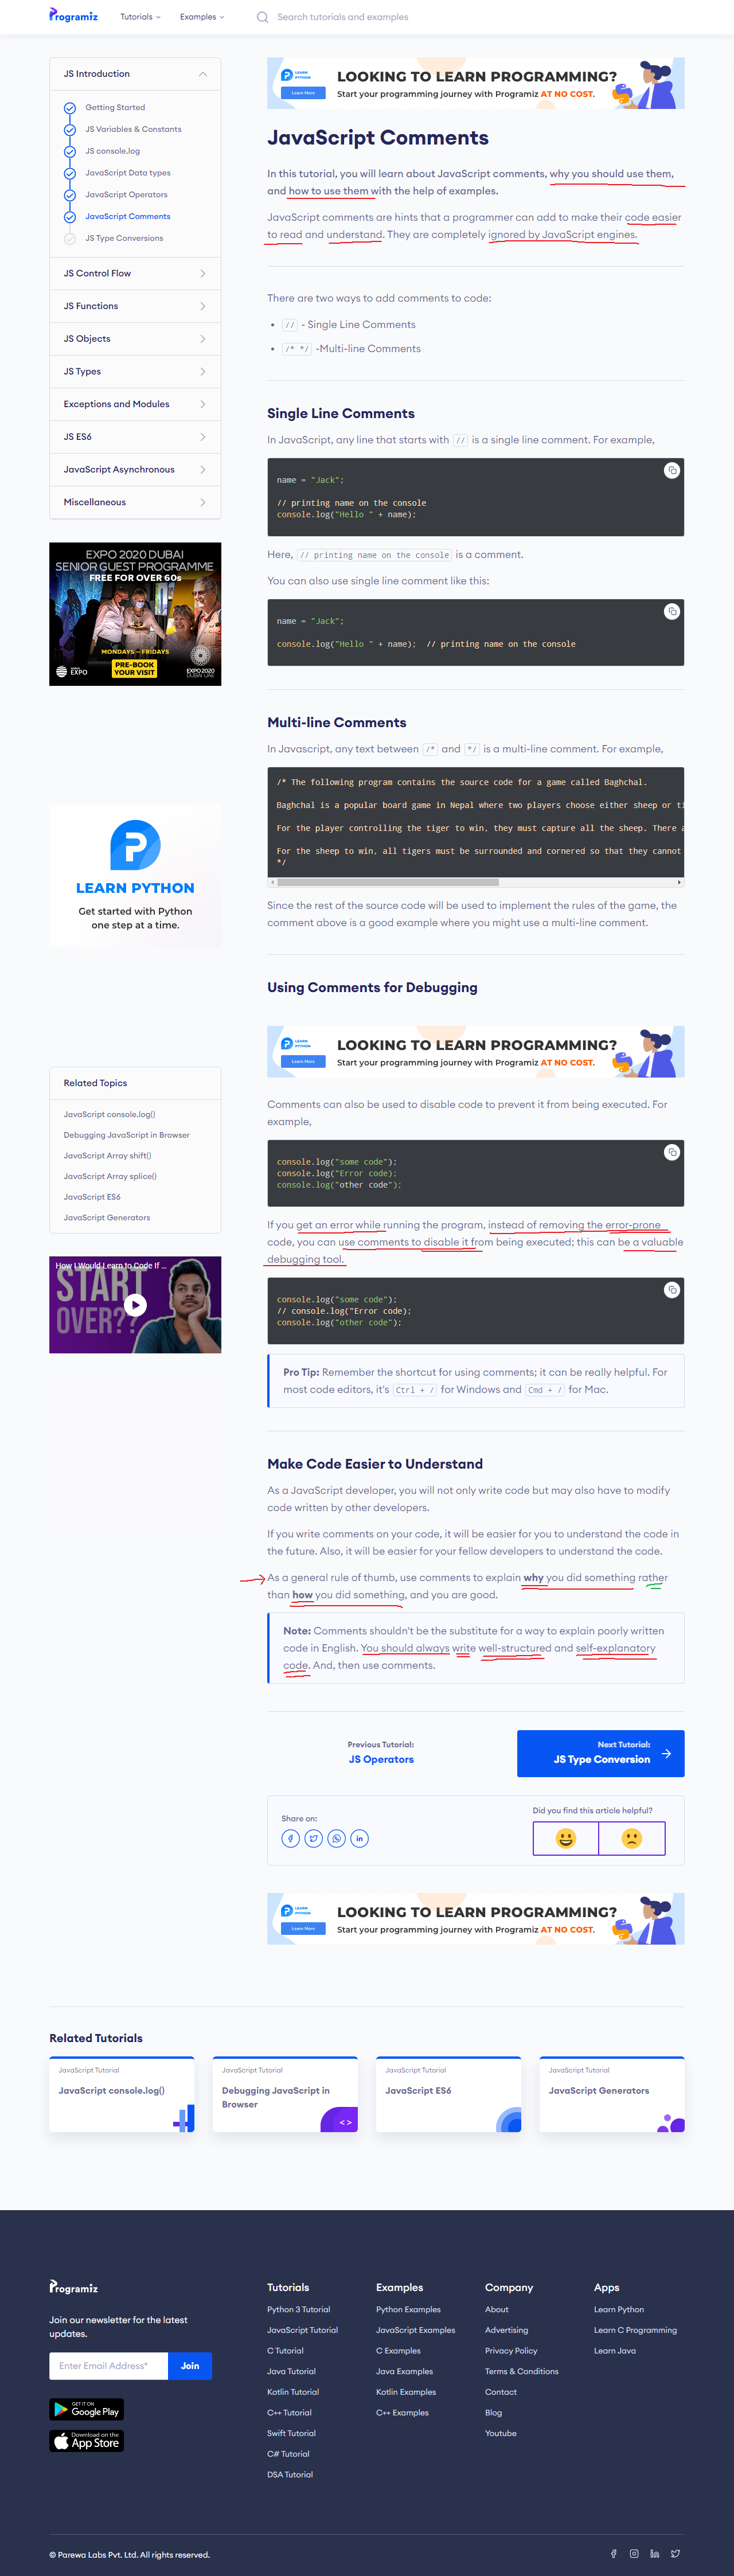 Programiz
Tutorials
Examples
Search tutorials and examples
JS Introduction
Getting Started
JS Variables & Constants
JS console.log
JavaScript Data types
JavaScript Operators
JavaScript Comments
JS Type Conversions
JS Control Flow
JS Functions
JS Objects
JS Types
Exceptions and Modules
JS ES6
JavaScript Asynchronous
Miscellaneous
EXPO 2020 DUBAI
SENIOR GUEST PROGRAMME
FREE FOR OVER 60s
MONDAYS – FRIDAYS
PRE-BOOK
YOUR VISIT
EXPO
EXPO2020
DUBAI UAE
LEARN PYTHON
Get started with Python
one step at a time.
Related Topics
JavaScript console.log()
Debugging JavaScript in Browser
JavaScript Array shift()
JavaScript Array splice()
JavaScript ES6
JavaScript Generators
How I Would Learn to Code If ...
START
OVER??
LEARN
PYTHON
Learn More
LOOKING TO LEARN PROGRAMMING?
Start your programming journey with Programiz AT NO COST.
JavaScript Comments
In this tutorial, you will learn about JavaScript comments, why you should use them,
and how to use them with the help of examples.
JavaScript comments are hints that a programmer can add to make their code easier
to read and understand. They are completely ignored by JavaScript engines.
There are two ways to add comments to code:
• // - Single Line Comments
• /* */ -Multi-line Comments
Single Line Comments
In JavaScript, any line that starts with // is a single line comment. For example,
name = "Jack";
// printing name on the console
console.log("Hello " + name);
Here, // printing name on the console is a comment.
You can also use single line comment like this:
name = "Jack";
console.log("Hello " + name);  // printing name on the console
Multi-line Comments
In Javascript, any text between /* and */ is a multi-line comment. For example,
/* The following program contains the source code for a game called Baghchal.
Baghchal is a popular board game in Nepal where two players choose either sheep or ti
For the player controlling the tiger to win, they must capture all the sheep. There a
For the sheep to win, all tigers must be surrounded and cornered so that they cannot
*/
Since the rest of the source code will be used to implement the rules of the game, the
comment above is a good example where you might use a multi-line comment.
Using Comments for Debugging
LEARN
PYTHON
Learn More
LOOKING TO LEARN PROGRAMMING?
Start your programming journey with Programiz AT NO COST.
Comments can also be used to disable code to prevent it from being executed. For
example,
console.log("some code");
console.log("Error code);
console.log("other code");
If you get an error while running the program, instead of removing the error-prone
code, you can use comments to disable it from being executed; this can be a valuable
debugging tool.
console.log("some code");
// console.log("Error code);
console.log("other code");
Pro Tip: Remember the shortcut for using comments; it can be really helpful. For
most code editors, it's Ctrl + / for Windows and Cmd + / for Mac.
Make Code Easier to Understand
As a JavaScript developer, you will not only write code but may also have to modify
code written by other developers.
If you write comments on your code, it will be easier for you to understand the code in
the future. Also, it will be easier for your fellow developers to understand the code.
As a general rule of thumb, use comments to explain why you did something rather
than how you did something, and you are good.
Note: Comments shouldn't be the substitute for a way to explain poorly written
code in English. You should always write well-structured and self-explanatory
code. And, then use comments.
Previous Tutorial:
JS Operators
Next Tutorial:
JS Type Conversion
Share on:
Did you find this article helpful?
LEARN
PYTHON
Learn More
LOOKING TO LEARN PROGRAMMING?
Start your programming journey with Programiz AT NO COST.
Related Tutorials
JavaScript Tutorial
JavaScript console.log()
JavaScript Tutorial
Debugging JavaScript in
Browser
< >
JavaScript Tutorial
JavaScript ES6
JavaScript Tutorial
JavaScript Generators
Programiz
Join our newsletter for the latest
updates.
Enter Email Address*
Join
GET IT ON
Google Play
Download on the
App Store
Tutorials
Python 3 Tutorial
JavaScript Tutorial
C Tutorial
Java Tutorial
Kotlin Tutorial
C++ Tutorial
Swift Tutorial
C# Tutorial
DSA Tutorial
Examples
Python Examples
JavaScript Examples
C Examples
Java Examples
Kotlin Examples
C++ Examples
Company
About
Advertising
Privacy Policy
Terms & Conditions
Contact
Blog
Youtube
Apps
Learn Python
Learn C Programming
Learn Java
© Parewa Labs Pvt. Ltd. All rights reserved.